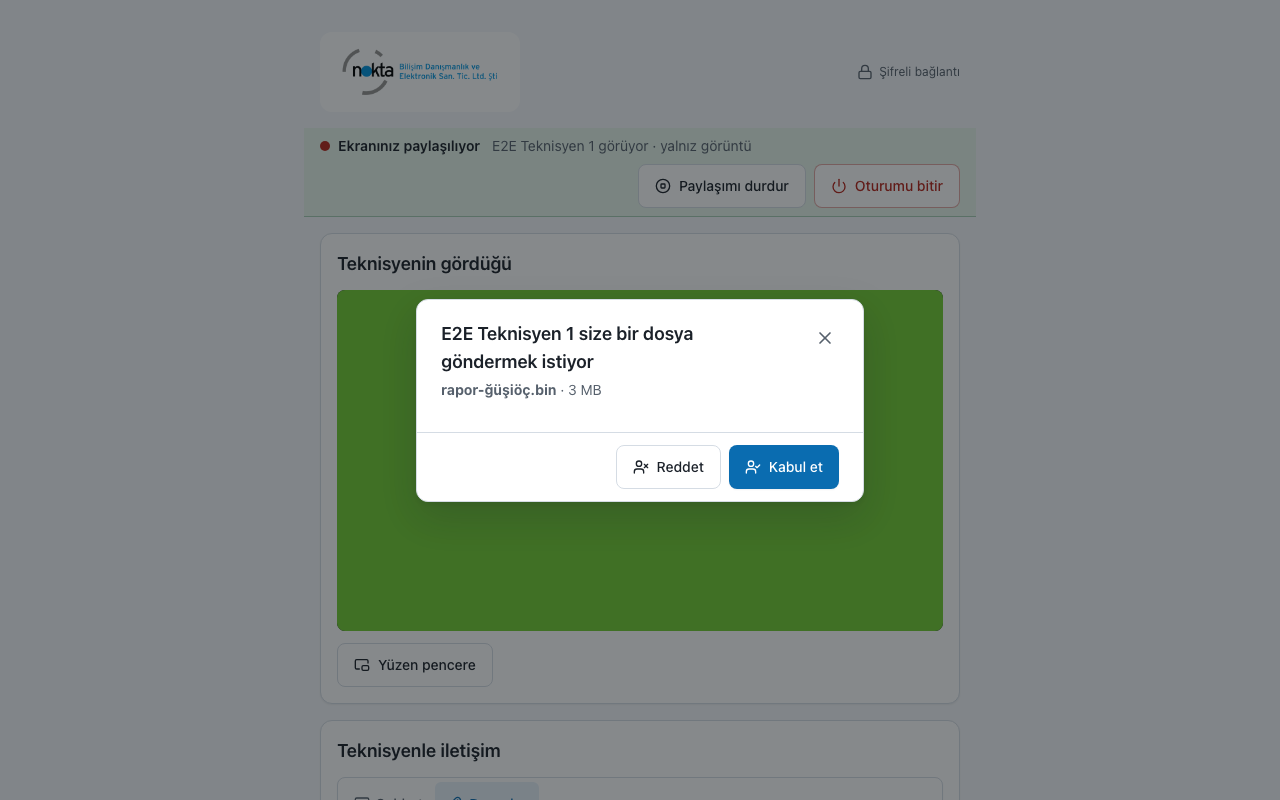 nokta Bilişim Danışmanlık ve
Elektronik San. Tic. Ltd. Şti
Şifreli bağlantı
Ekranınız paylaşılıyor E2E Teknisyen 1 görüyor · yalnız görüntü
Paylaşımı durdur
Oturumu bitir
Teknisyenin gördüğü
E2E Teknisyen 1 size bir dosya
göndermek istiyor
rapor-ğüşiöç.bin · 3 MB
Reddet
Kabul et
Yüzen pencere
Teknisyenle iletişim